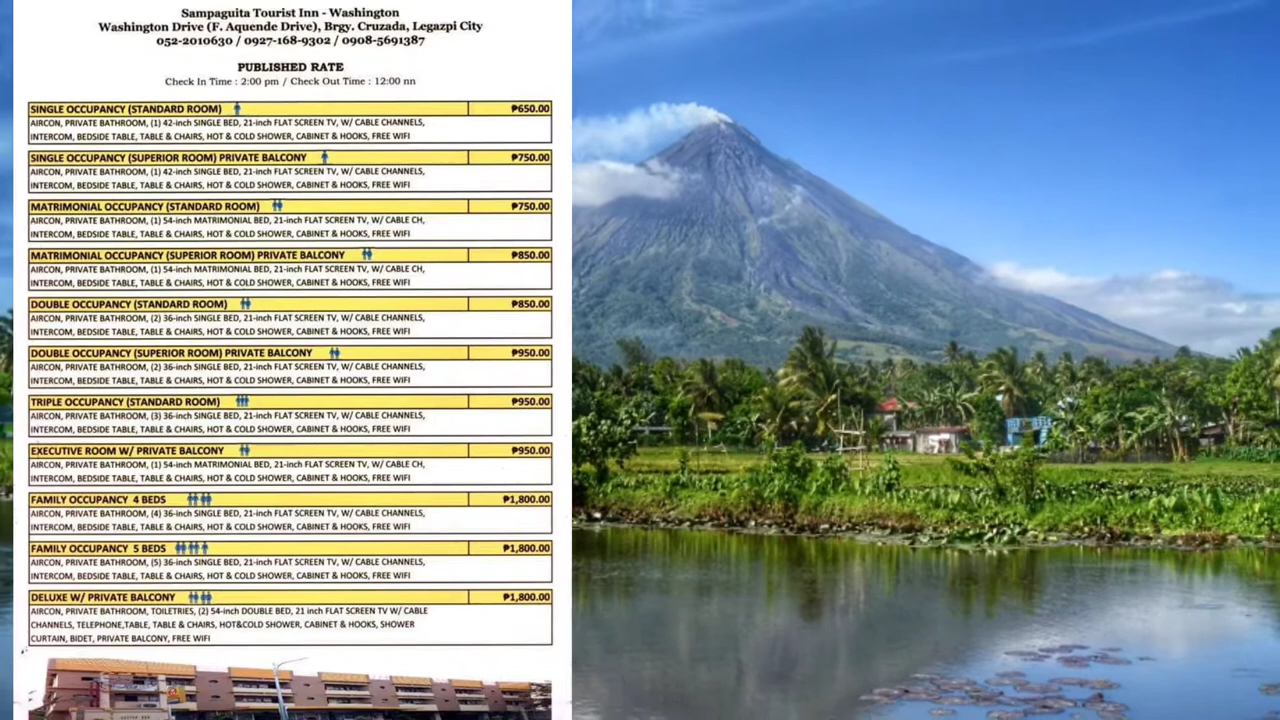 Sampaguita Tourist Inn - Washington
Washington Drive (F. Aquende Drive), Brgy. Cruzada, Legazpi City
052-2010630 / 0927-168-9302 / 0908-5691387
PUBLISHED RATE
Check In Time : 2:00 pm / Check Out Time : 12:00 nn
SINGLE OCCUPANCY (STANDARD ROOM) ₱650.00
AIRCON, PRIVATE BATHROOM, (1) 42-inch SINGLE BED, 21-inch FLAT SCREEN TV, W/ CABLE CHANNELS,
INTERCOM, BEDSIDE TABLE, TABLE & CHAIRS, HOT & COLD SHOWER, CABINET & HOOKS, FREE WIFI
SINGLE OCCUPANCY (SUPERIOR ROOM) PRIVATE BALCONY ₱750.00
AIRCON, PRIVATE BATHROOM, (1) 42-inch SINGLE BED, 21-inch FLAT SCREEN TV, W/ CABLE CHANNELS,
INTERCOM, BEDSIDE TABLE, TABLE & CHAIRS, HOT & COLD SHOWER, CABINET & HOOKS, FREE WIFI
MATRIMONIAL OCCUPANCY (STANDARD ROOM) ₱750.00
AIRCON, PRIVATE BATHROOM, (1) 54-inch MATRIMONIAL BED, 21-inch FLAT SCREEN TV, W/ CABLE CH,
INTERCOM, BEDSIDE TABLE, TABLE & CHAIRS, HOT & COLD SHOWER, CABINET & HOOKS, FREE WIFI
MATRIMONIAL OCCUPANCY (SUPERIOR ROOM) PRIVATE BALCONY ₱850.00
AIRCON, PRIVATE BATHROOM, (1) 54-inch MATRIMONIAL BED, 21-inch FLAT SCREEN TV, W/ CABLE CH,
INTERCOM, BEDSIDE TABLE, TABLE & CHAIRS, HOT & COLD SHOWER, CABINET & HOOKS, FREE WIFI
DOUBLE OCCUPANCY (STANDARD ROOM) ₱850.00
AIRCON, PRIVATE BATHROOM, (2) 36-inch SINGLE BED, 21-inch FLAT SCREEN TV, W/ CABLE CHANNELS,
INTERCOM, BEDSIDE TABLE, TABLE & CHAIRS, HOT & COLD SHOWER, CABINET & HOOKS, FREE WIFI
DOUBLE OCCUPANCY (SUPERIOR ROOM) PRIVATE BALCONY ₱950.00
AIRCON, PRIVATE BATHROOM, (2) 36-inch SINGLE BED, 21-inch FLAT SCREEN TV, W/ CABLE CHANNELS,
INTERCOM, BEDSIDE TABLE, TABLE & CHAIRS, HOT & COLD SHOWER, CABINET & HOOKS, FREE WIFI
TRIPLE OCCUPANCY (STANDARD ROOM) ₱950.00
AIRCON, PRIVATE BATHROOM, (3) 36-inch SINGLE BED, 21-inch FLAT SCREEN TV, W/ CABLE CHANNELS,
INTERCOM, BEDSIDE TABLE, TABLE & CHAIRS, HOT & COLD SHOWER, CABINET & HOOKS, FREE WIFI
EXECUTIVE ROOM W/ PRIVATE BALCONY ₱950.00
AIRCON, PRIVATE BATHROOM, (1) 54-inch MATRIMONIAL BED, 21-inch FLAT SCREEN TV, W/ CABLE CH,
INTERCOM, BEDSIDE TABLE, TABLE & CHAIRS, HOT & COLD SHOWER, CABINET & HOOKS, FREE WIFI
FAMILY OCCUPANCY 4 BEDS ₱1,800.00
AIRCON, PRIVATE BATHROOM, (4) 36-inch SINGLE BED, 21-inch FLAT SCREEN TV, W/ CABLE CHANNELS,
INTERCOM, BEDSIDE TABLE, TABLE & CHAIRS, HOT & COLD SHOWER, CABINET & HOOKS, FREE WIFI
FAMILY OCCUPANCY 5 BEDS ₱1,800.00
AIRCON, PRIVATE BATHROOM, (5) 36-inch SINGLE BED, 21-inch FLAT SCREEN TV, W/ CABLE CHANNELS,
INTERCOM, BEDSIDE TABLE, TABLE & CHAIRS, HOT & COLD SHOWER, CABINET & HOOKS, FREE WIFI
DELUXE W/ PRIVATE BALCONY ₱1,800.00
AIRCON, PRIVATE BATHROOM, TOILETRIES, (2) 54-inch DOUBLE BED, 21 inch FLAT SCREEN TV W/ CABLE
CHANNELS, TELEPHONE,TABLE, TABLE & CHAIRS, HOT&COLD SHOWER, CABINET & HOOKS, SHOWER
CURTAIN, BIDET, PRIVATE BALCONY, FREE WIFI